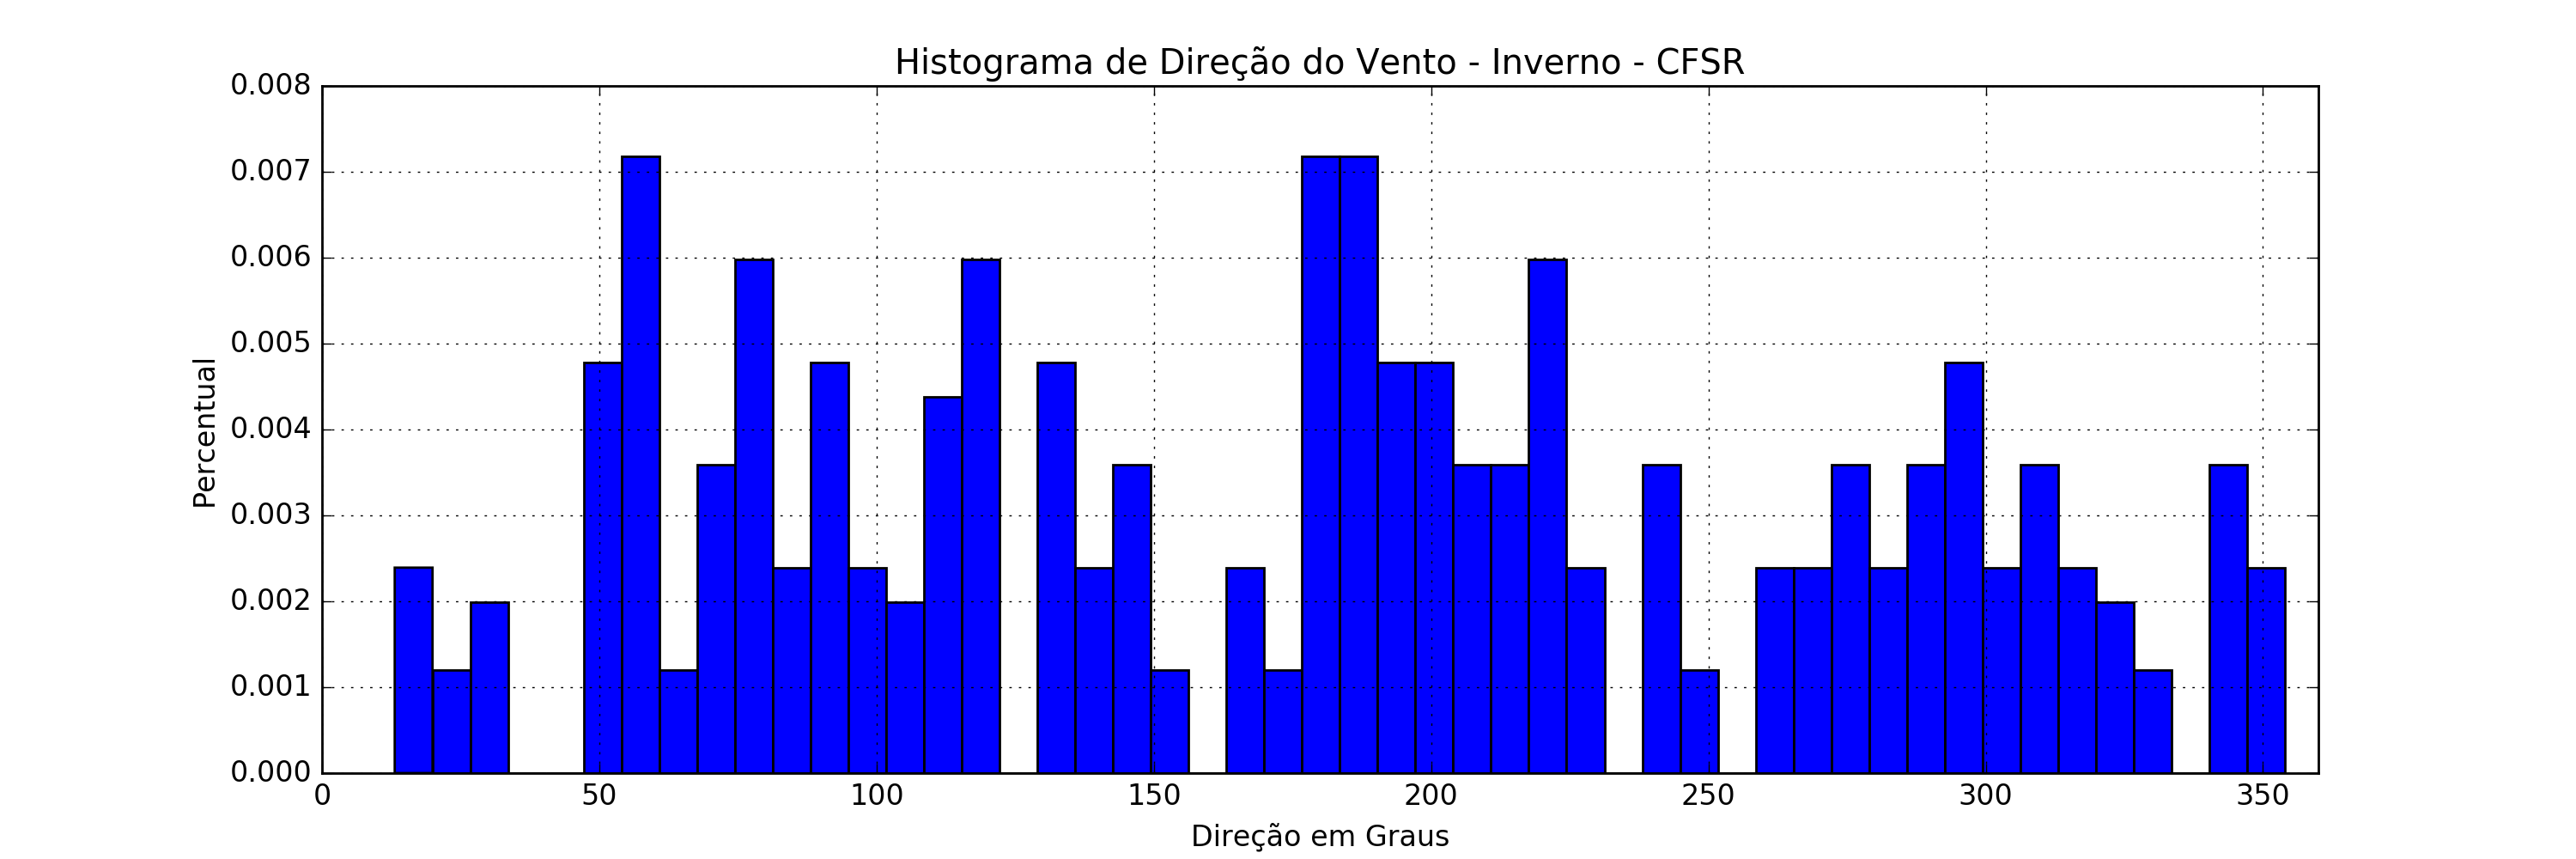 Histograma de Direção do Vento - Inverno - CFSR
0.008
0.007
0.006
0.005
0.004
0.003
0.002
0.001
0.000
Percentual
0 50 100 150 200 250 300 350
Direção em Graus